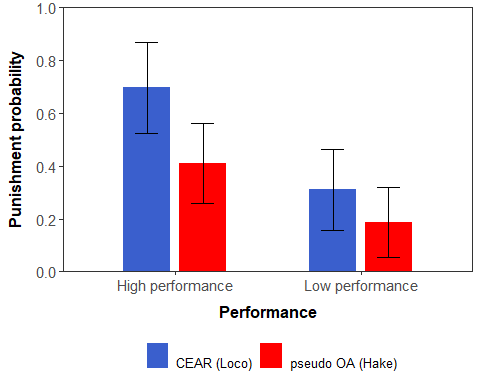 Punishment probability
1.0
0.8
0.6
0.4
0.2
0.0
High performance
Low performance
Performance
CEAR (Loco)
pseudo OA (Hake)